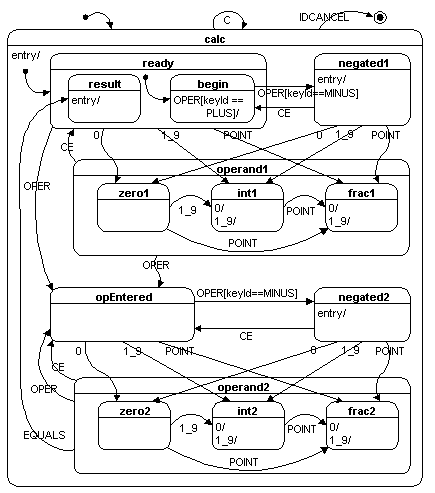 C
IDCANCEL
calc
entry/
ready
result
entry/
begin
OPER[keyId ==
PLUS]/
negated1
entry/
OPER[keyId==MINUS]
CE
0
1_9
POINT
0
1_9
POINT
CE
operand1
OPER
zero1
int1
0/
1_9/
frac1
0/
1_9/
1_9
POINT
POINT
OPER
opEntered
OPER[keyId==MINUS]
negated2
entry/
CE
0
1_9
POINT
0
1_9
POINT
CE
operand2
OPER
zero2
int2
0/
1_9/
frac2
0/
1_9/
1_9
POINT
EQUALS
POINT